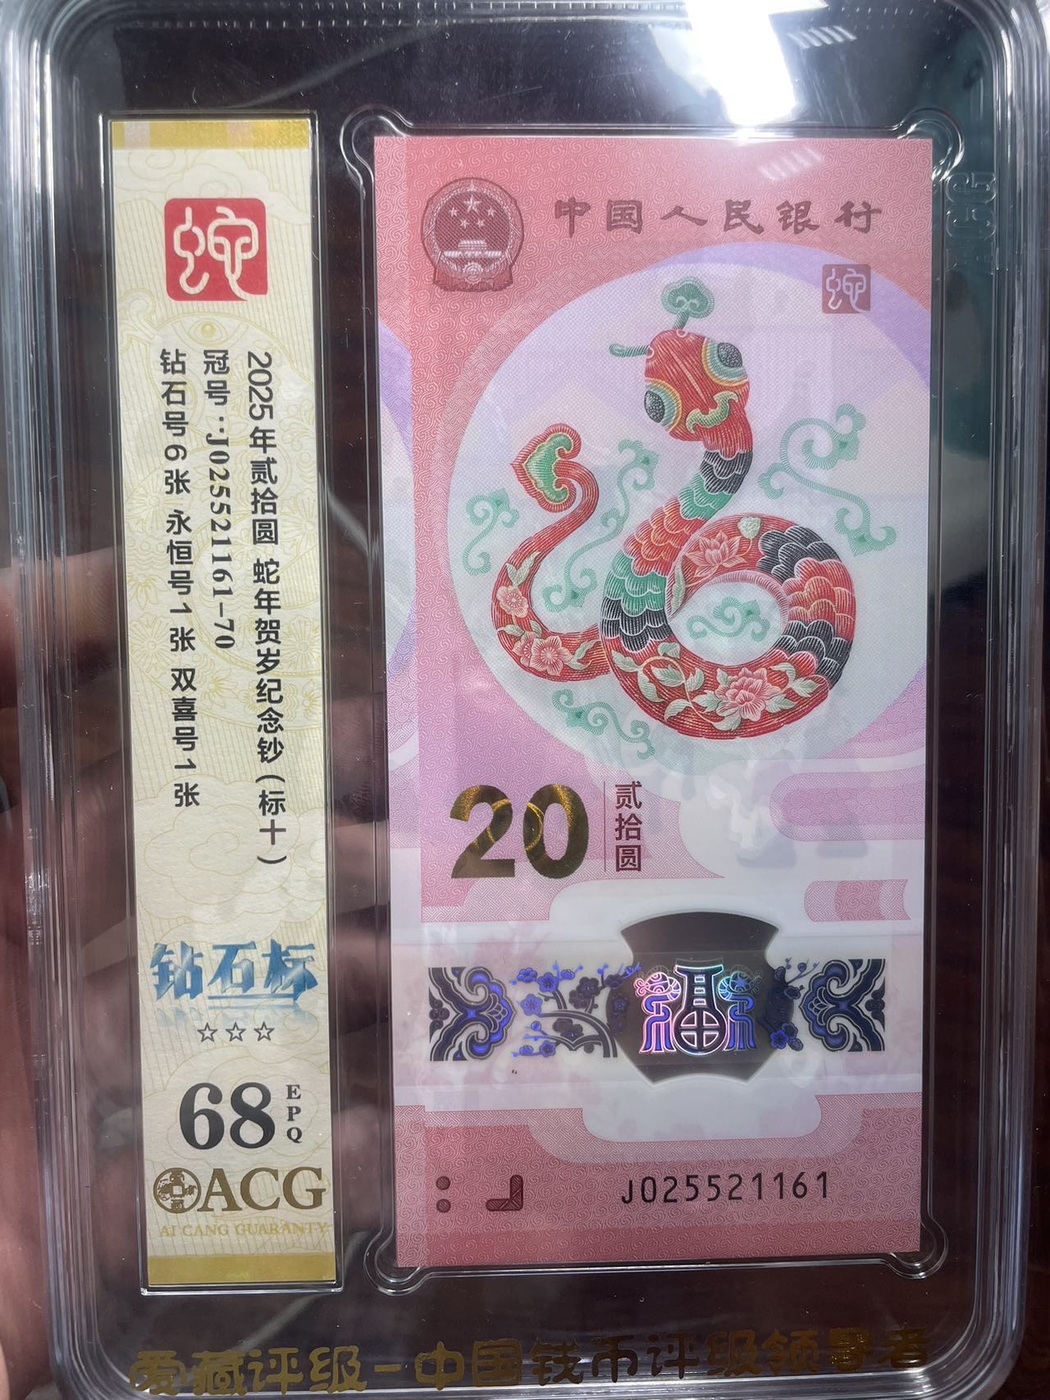 蛇
2025年贰拾圆 蛇年贺岁纪念钞（标十）
冠号：J025521161-70
钻石号6张 永恒号1张 双喜号1张
钻石标
☆☆☆
68
EPQ
ACG
AI CANG GUARANTY
中国人民银行
蛇
20
贰拾圆
福
J025521161
爱藏评级-中国钱币评级领导者